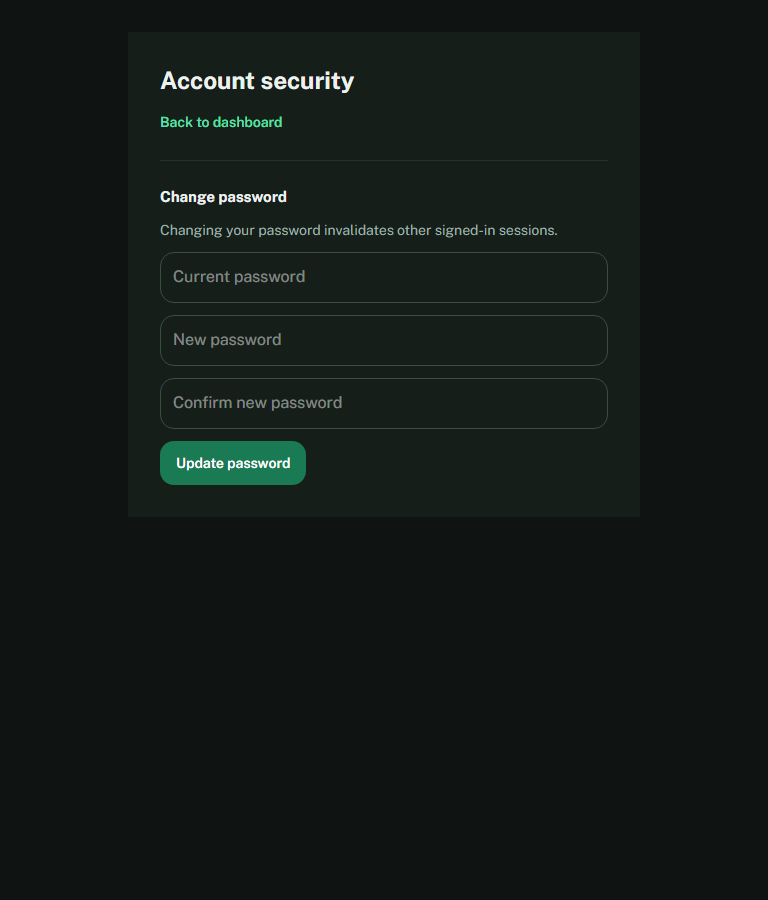 Account security
Back to dashboard
Change password
Changing your password invalidates other signed-in sessions.
Current password
New password
Confirm new password
Update password